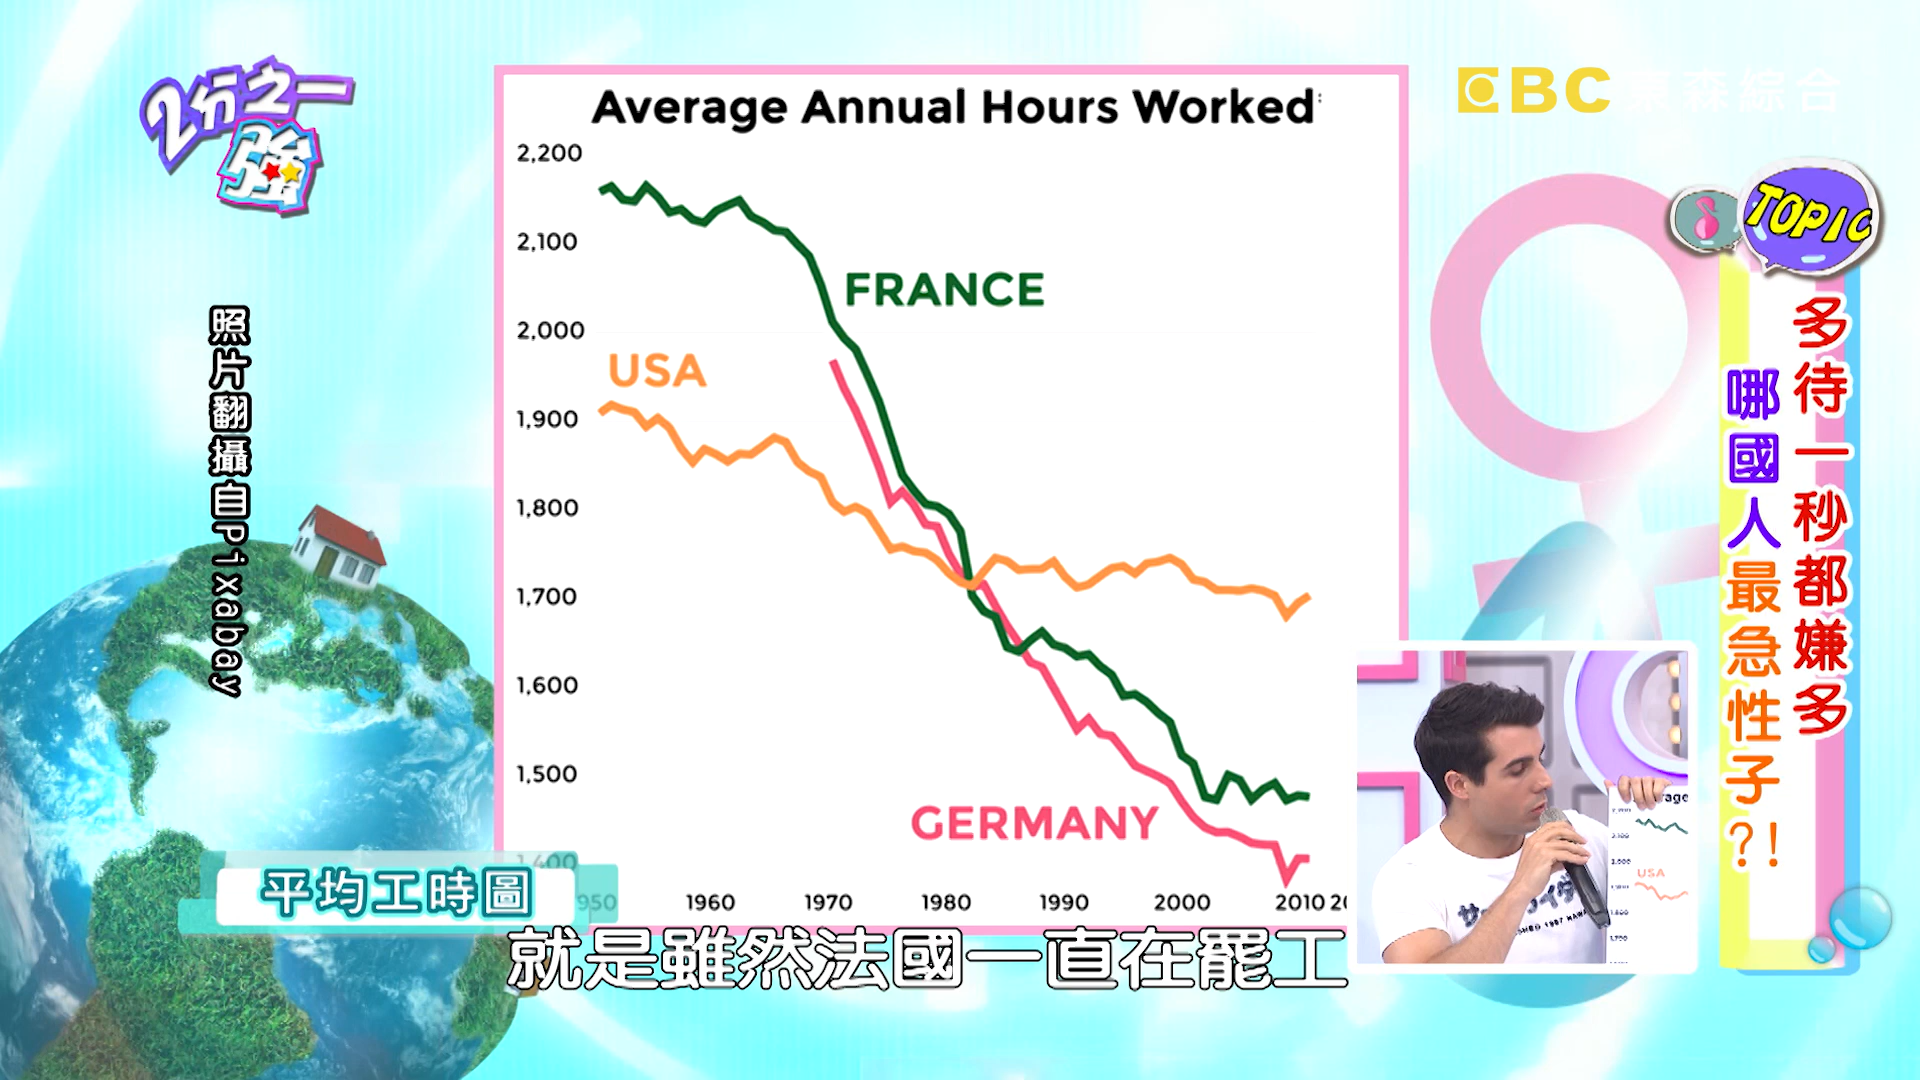 2分之一強
EBC 東森綜合
TOPIC
多待一秒都嫌多
哪國人最急性子?!
照片翻攝自Pixabay
Average Annual Hours Worked
2,200
2,100
2,000
1,900
1,800
1,700
1,600
1,500
1,400
FRANCE
USA
GERMANY
950 1960 1970 1980 1990 2000 2010
平均工時圖
就是雖然法國一直在罷工
USA